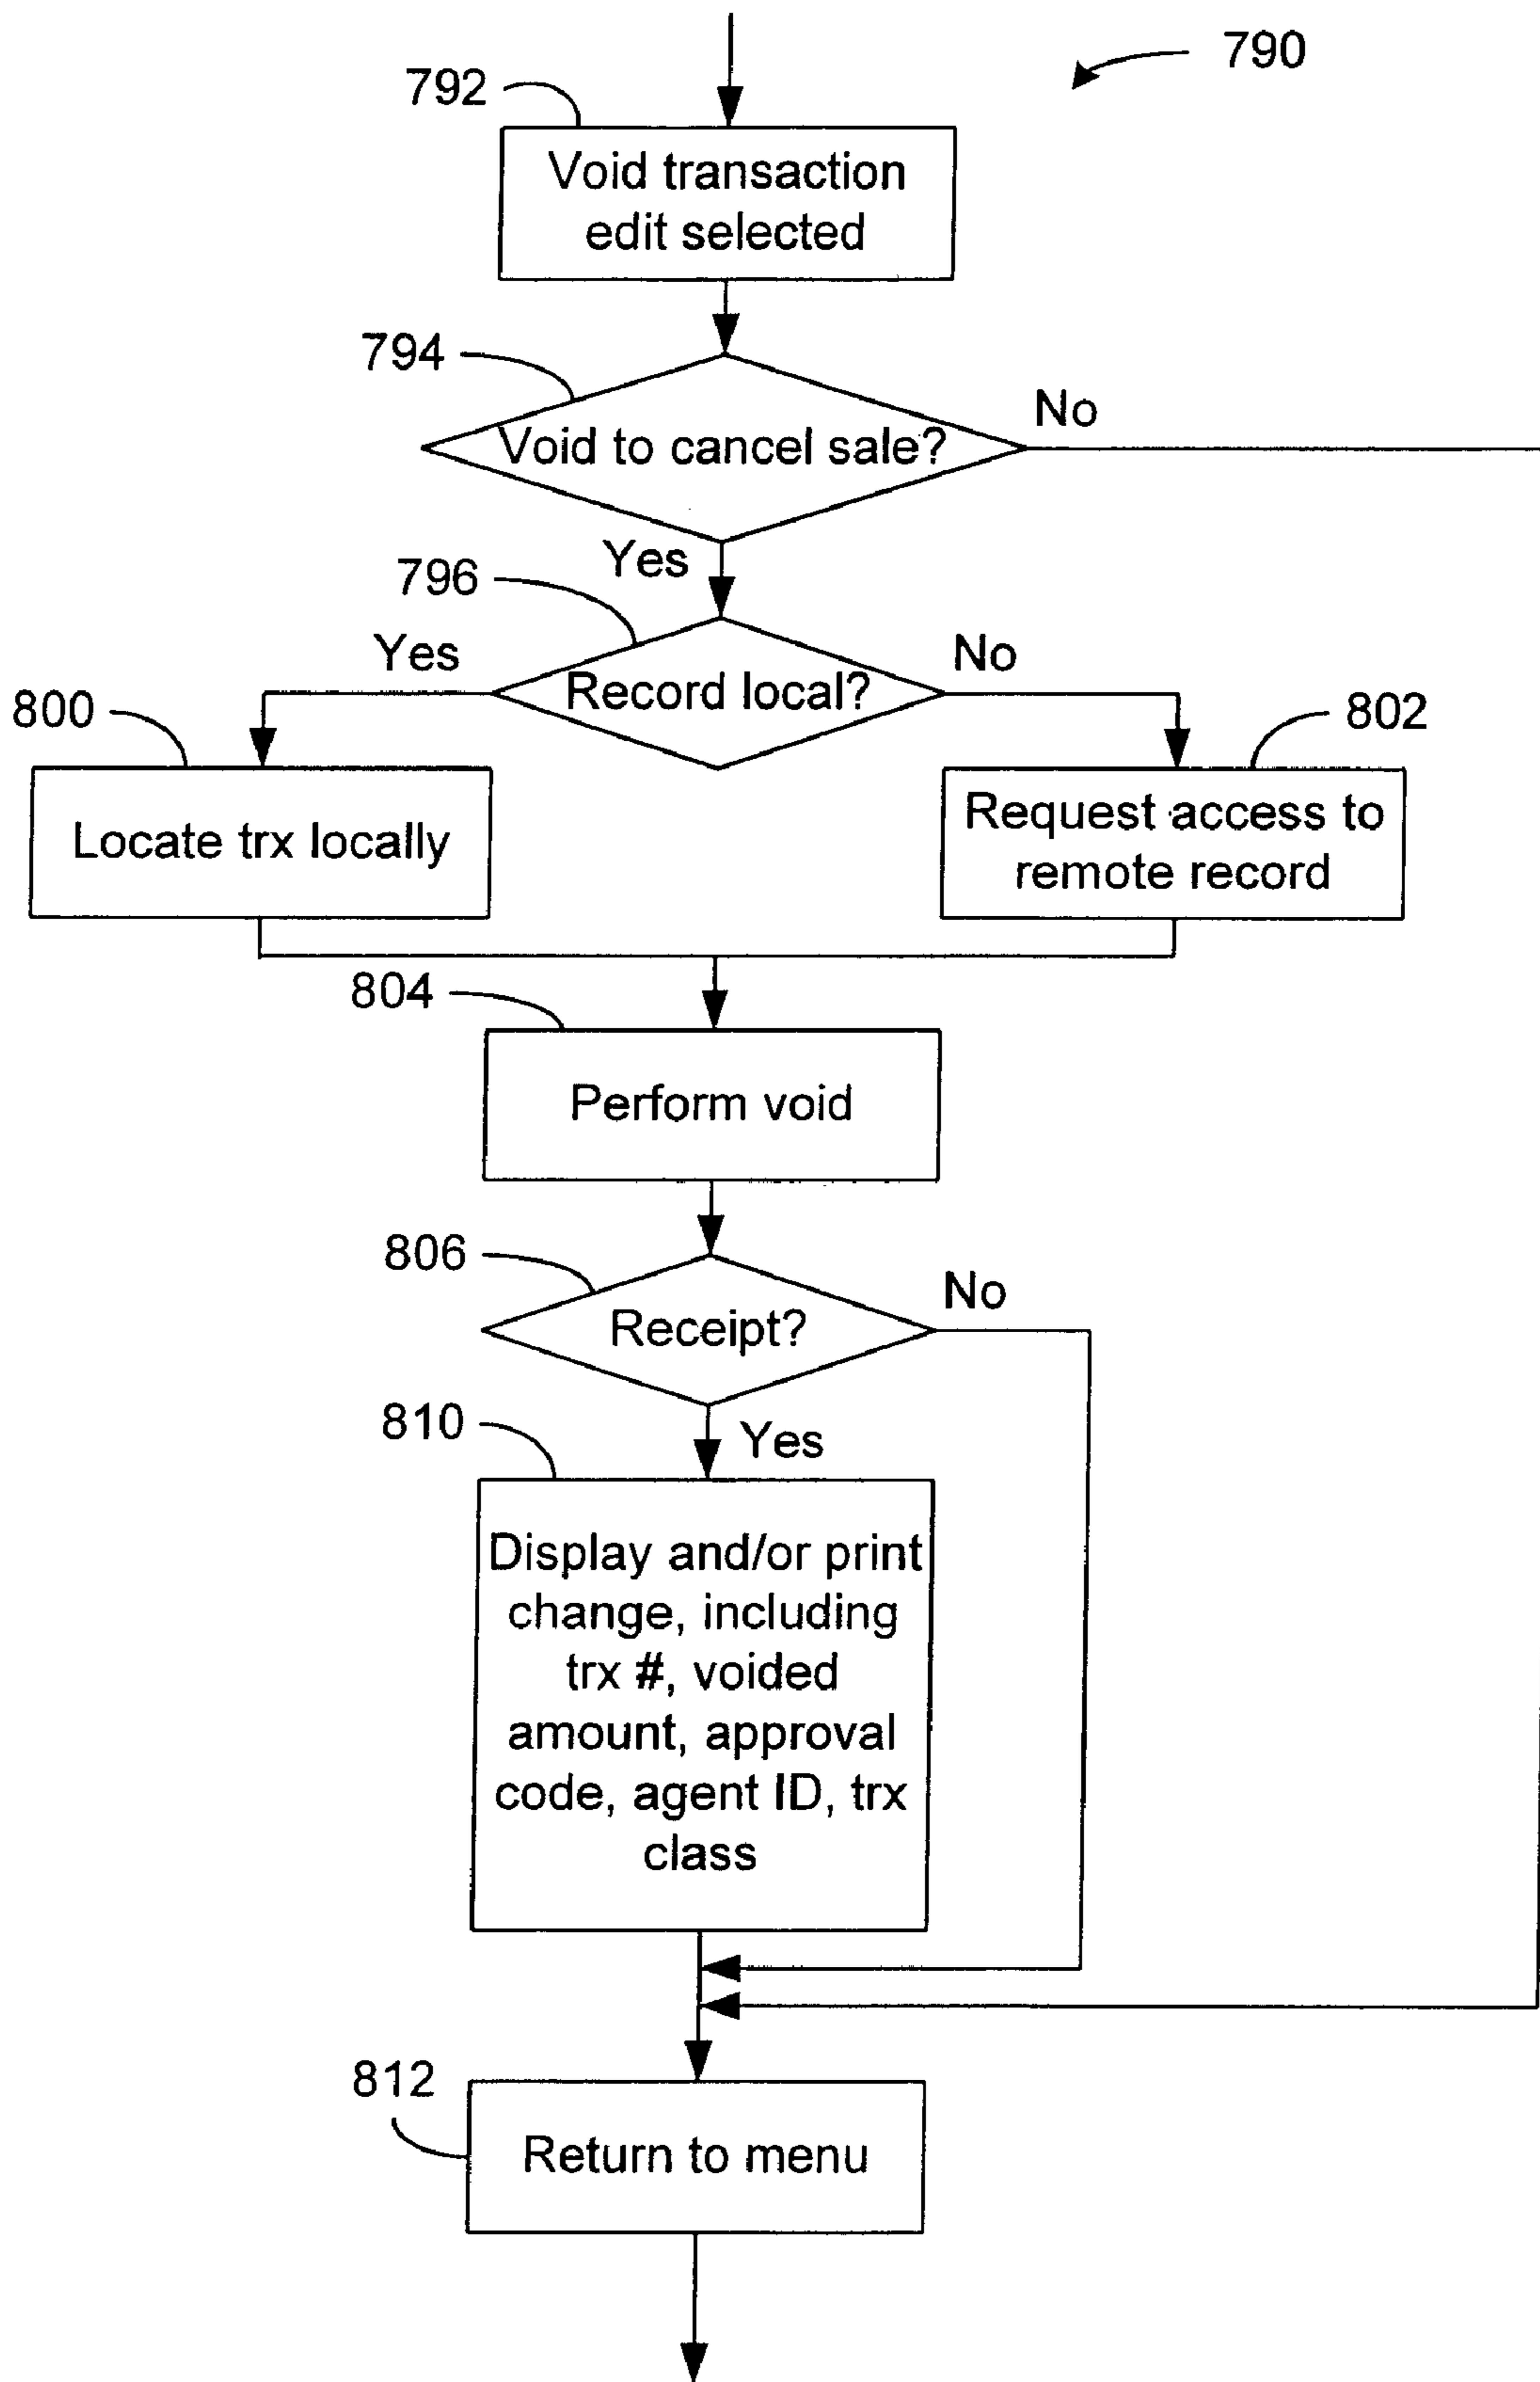 790
792
Void transaction
edit selected
794
No
Void to cancel sale?
Yes
796
Yes
No
Record local?
800
802
Locate trx locally
Request access to
remote record
804
Perform void
806
No
Receipt?
810
Yes
Display and/or print
change, including
trx #, voided
amount, approval
code, agent ID, trx
class
812
Return to menu